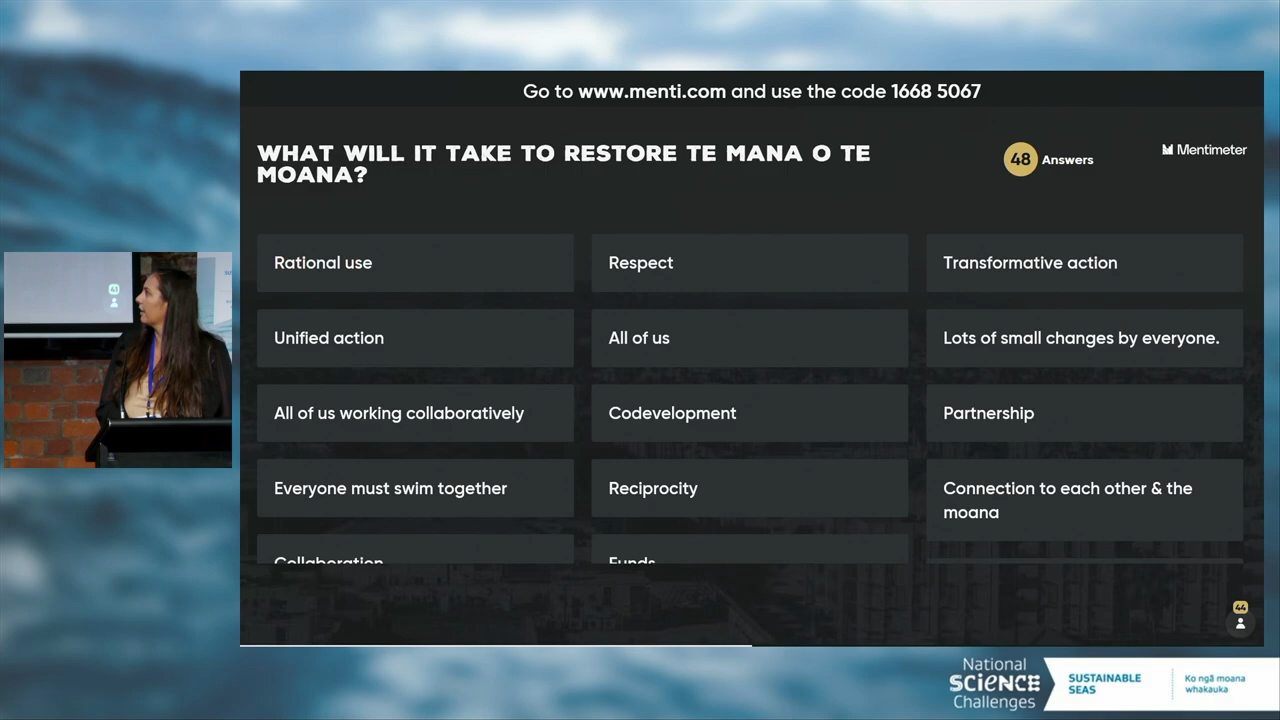 Go to www.menti.com and use the code 1668 5067
WHAT WILL IT TAKE TO RESTORE TE MANA O TE
MOANA?
48 Answers
Mentimeter
Rational use
Respect
Transformative action
Unified action
All of us
Lots of small changes by everyone.
All of us working collaboratively
Codevelopment
Partnership
Everyone must swim together
Reciprocity
Connection to each other & the
moana
Collaboration
Funds
41
44
National
SCIENCE
Challenges
SUSTAINABLE
SEAS
Ko ngā moana
whakauka